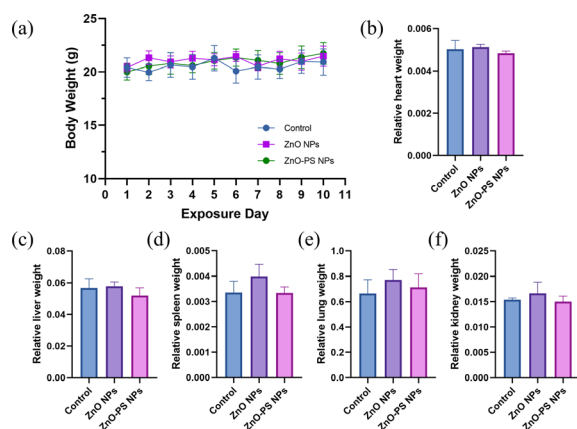 (a)
Body Weight (g)
25
20
15
10
0 1 2 3 4 5 6 7 8 9 10 11
Exposure Day
Control
ZnO NPs
ZnO-PS NPs
(b)
Relative heart weight
0.006
0.004
0.002
0.000
Control
ZnO NPs
ZnO-PS NPs
(c)
Relative liver weight
0.08
0.06
0.04
0.02
0.00
Control
ZnO NPs
ZnO-PS NPs
(d)
Relative spleen weight
0.005
0.004
0.003
0.002
0.001
0.000
Control
ZnO NPs
ZnO-PS NPs
(e)
Relative lung weight
1.0
0.8
0.6
0.4
0.2
0.0
Control
ZnO NPs
ZnO-PS NPs
(f)
Relative kidney weight
0.025
0.020
0.015
0.010
0.005
0.000
Control
ZnO NPs
ZnO-PS NPs